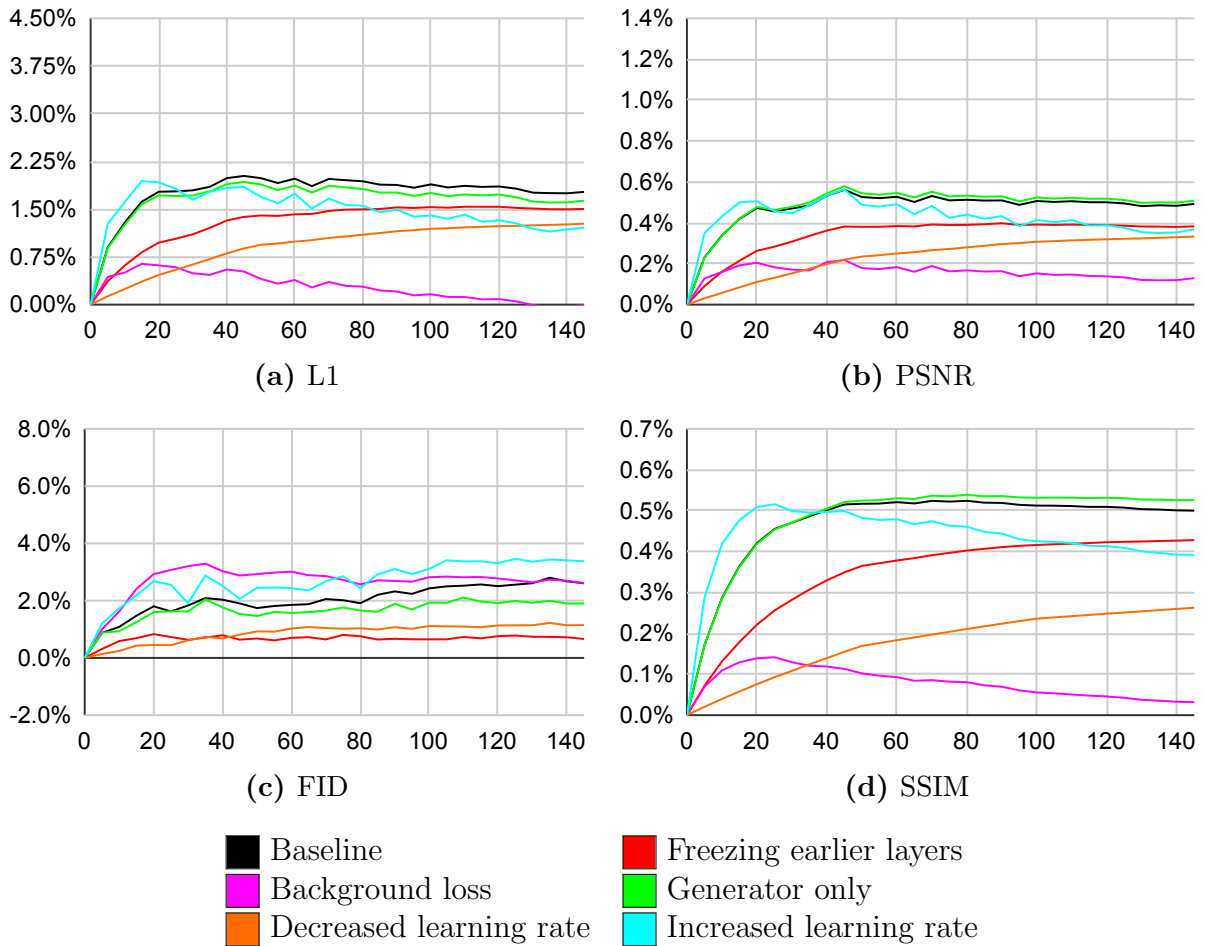 4.50%
3.75%
3.00%
2.25%
1.50%
0.75%
0.00%
0 20 40 60 80 100 120 140
(a) L1
1.4%
1.2%
1.0%
0.8%
0.6%
0.4%
0.2%
0.0%
0 20 40 60 80 100 120 140
(b) PSNR
8.0%
6.0%
4.0%
2.0%
0.0%
-2.0%
0 20 40 60 80 100 120 140
(c) FID
0.7%
0.6%
0.5%
0.4%
0.3%
0.2%
0.1%
0.0%
0 20 40 60 80 100 120 140
(d) SSIM
Baseline
Background loss
Decreased learning rate
Freezing earlier layers
Generator only
Increased learning rate